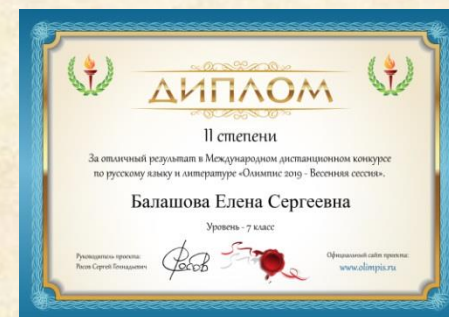 ДИПЛОМ
II степени
За отличный результат в Международном дистанционном конкурсе
по русскому языку и литературе «Олимпис 2019 - Весенняя сессия».
Балашова Елена Сергеевна
Уровень - 7 класс
Руководитель проекта:
Росов Сергей Геннадьевич
Официальный сайт проекта:
www.olimpis.ru